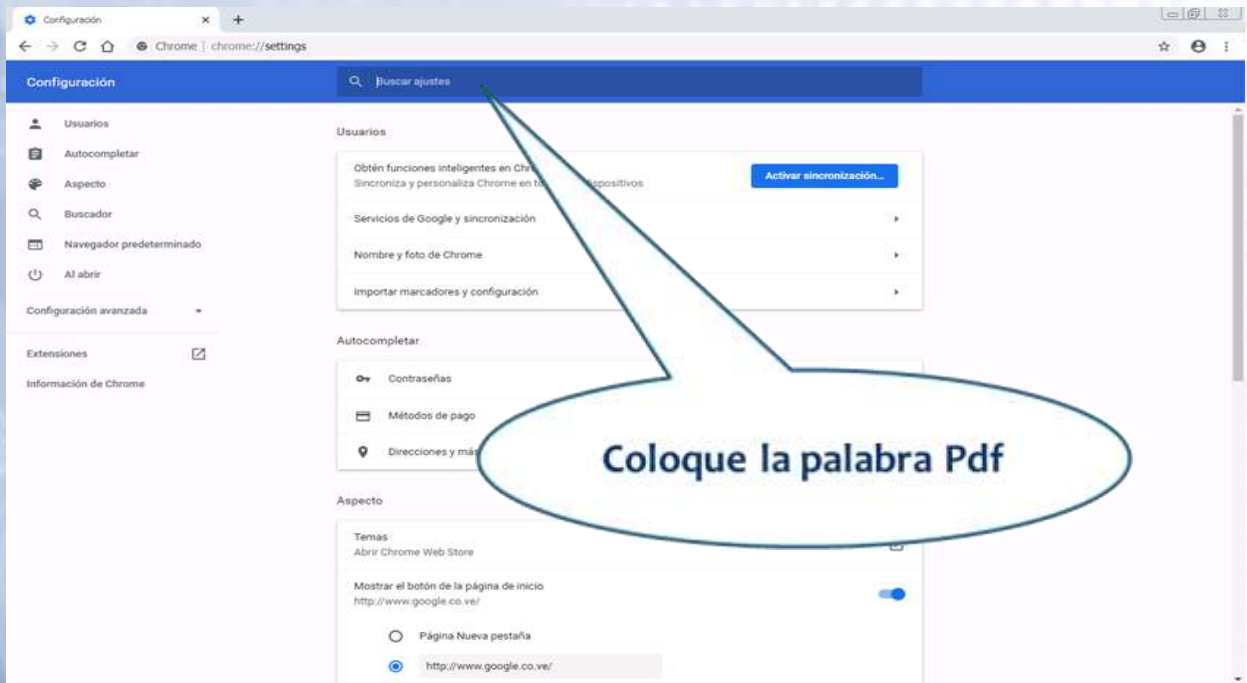 Configuración
Chrome | chrome://settings
Configuración
Buscar ajustes
Usuarios
Autocompletar
Aspecto
Buscador
Navegador predeterminado
Al abrir
Configuración avanzada
Extensiones
Información de Chrome
Usuarios
Obtén funciones inteligentes en
Sincroniza y personaliza Chrome en
Activar sincronización...
Servicios de Google y sincronización
Nombre y foto de Chrome
Importar marcadores y configuración
Autocompletar
Contraseñas
Métodos de pago
Direcciones y más
Coloque la palabra Pdf
Aspecto
Temas
Abrir Chrome Web Store
Mostrar el botón de la página de inicio
http://www.google.co.ve/
Página Nueva pestaña
http://www.google.co.ve/